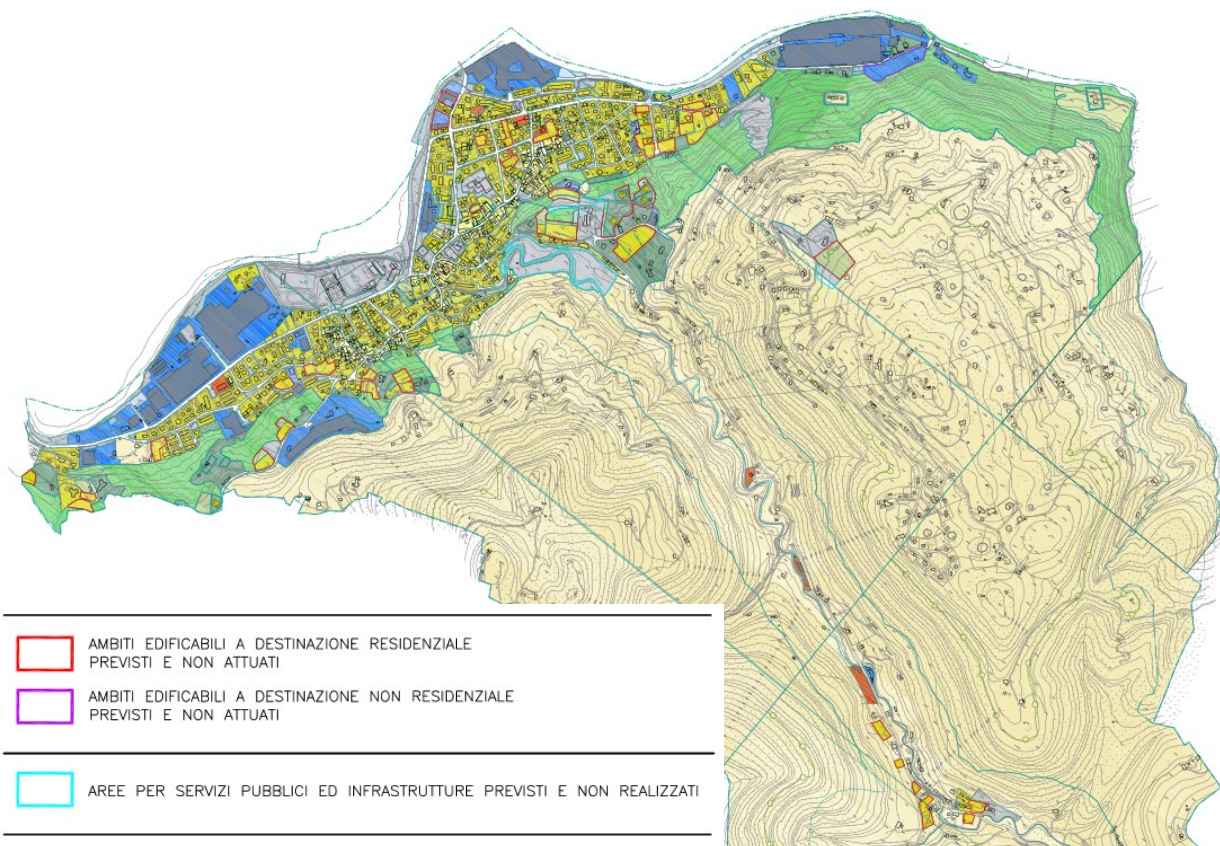 AMBITI EDIFICABILI A DESTINAZIONE RESIDENZIALE
PREVISTI E NON ATTUATI
AMBITI EDIFICABILI A DESTINAZIONE NON RESIDENZIALE
PREVISTI E NON ATTUATI
AREE PER SERVIZI PUBBLICI ED INFRASTRUTTURE PREVISTI E NON REALIZZATI